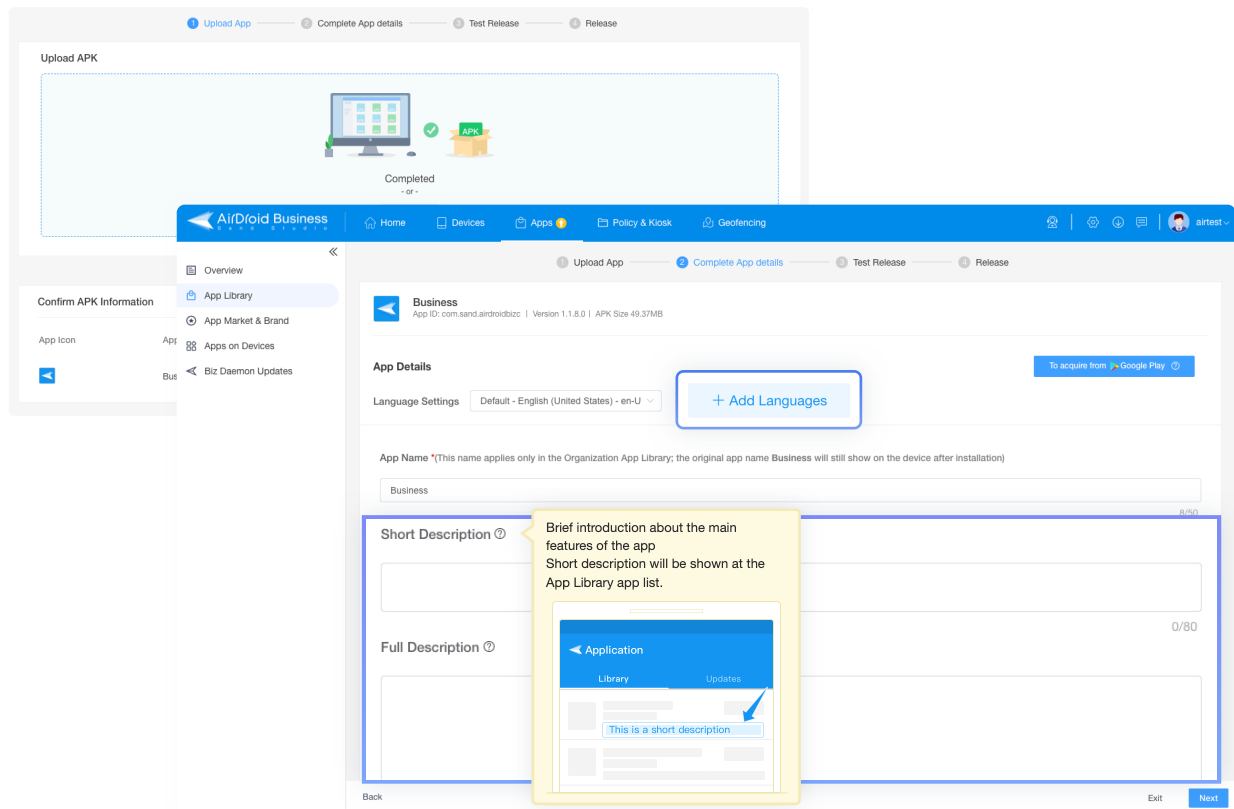 1 Upload App 2 Complete App details 3 Test Release 4 Release
Upload APK
APK
Completed
- or -
Confirm APK Information
App Icon
App
Bus
AirDroid Business
Sand Studio
Home Devices Apps Policy & Kiosk Geofencing airtest
Overview
App Library
App Market & Brand
Apps on Devices
Biz Daemon Updates
1 Upload App 2 Complete App details 3 Test Release 4 Release
Business
App ID: com.sand.airdroidbizc | Version 1.1.8.0 | APK Size 49.37MB
App Details
To acquire from Google Play
Language Settings Default - English (United States) - en-U
+ Add Languages
App Name *(This name applies only in the Organization App Library; the original app name Business will still show on the device after installation)
Business
8/50
Short Description
0/80
Full Description
Brief introduction about the main
features of the app
Short description will be shown at the
App Library app list.
Application
Library Updates
This is a short description
Back Exit Next